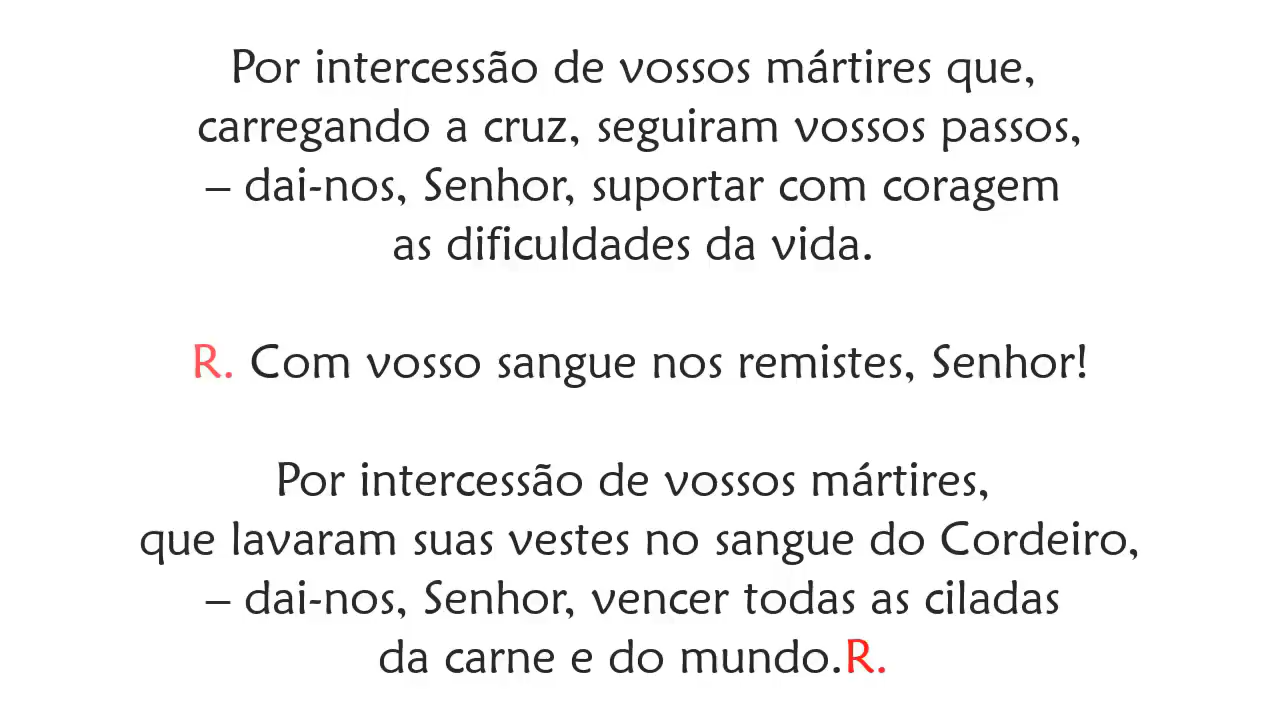 Por intercessão de vossos mártires que,
carregando a cruz, seguiram vossos passos,
– dai-nos, Senhor, suportar com coragem
as dificuldades da vida.
R. Com vosso sangue nos remistes, Senhor!
Por intercessão de vossos mártires,
que lavaram suas vestes no sangue do Cordeiro,
– dai-nos, Senhor, vencer todas as ciladas
da carne e do mundo.R.